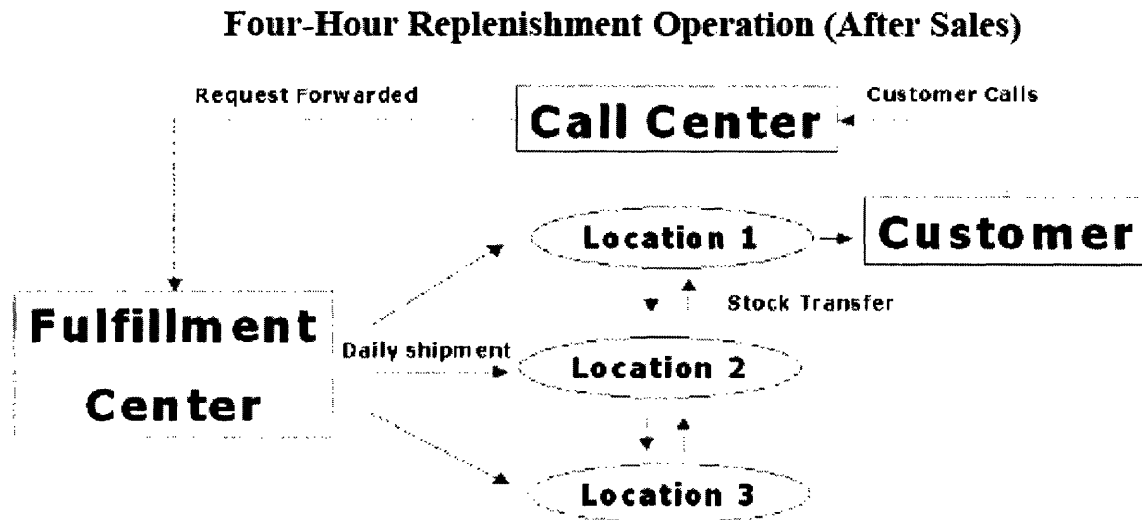 Four-Hour Replenishment Operation (After Sales)
Request Forwarded
Customer Calls
Call Center
Location 1
Customer
Stock Transfer
Fulfillment
Center
Daily shipment
Location 2
Location 3